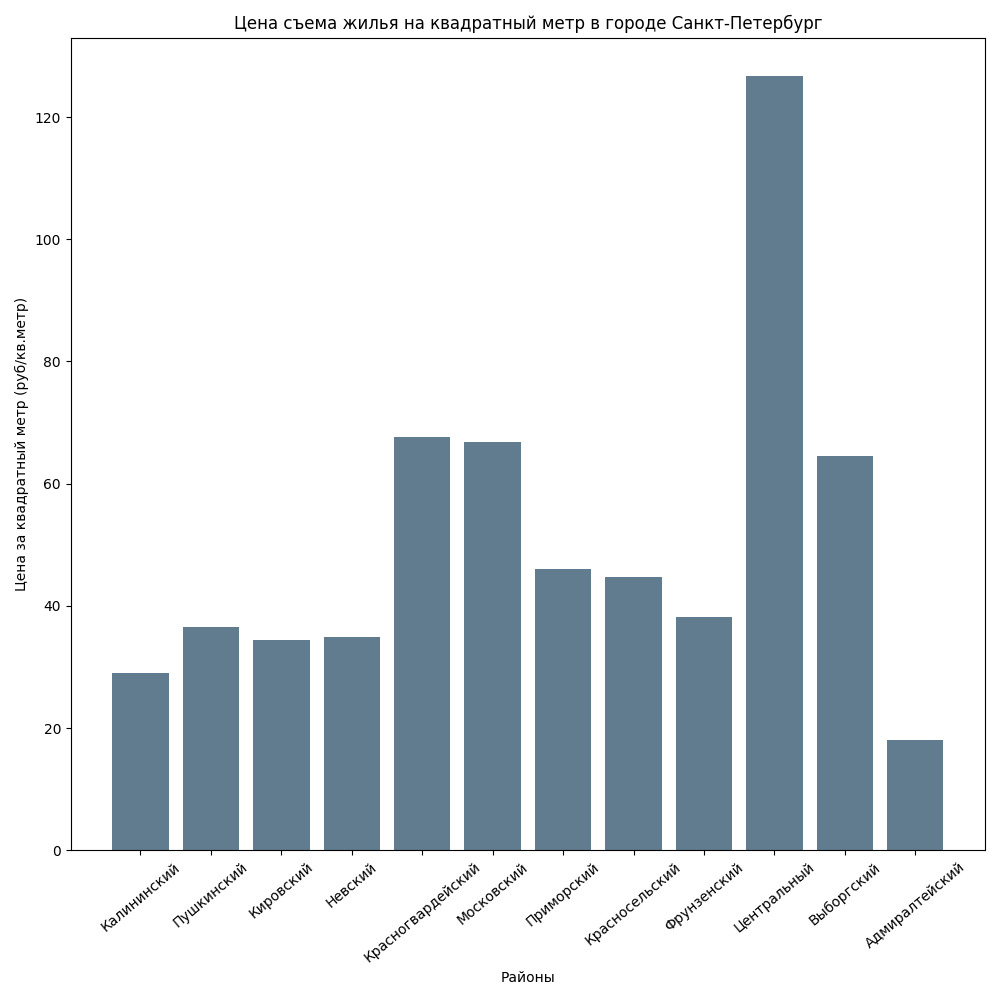 Цена съема жилья на квадратный метр в городе Санкт-Петербург
Цена за квадратный метр (руб/кв.метр)
120
100
80
60
40
20
0
Калининский
Пушкинский
Кировский
Невский
Красногвардейский
Московский
Приморский
Красносельский
Фрунзенский
Центральный
Выборгский
Адмиралтейский
Районы